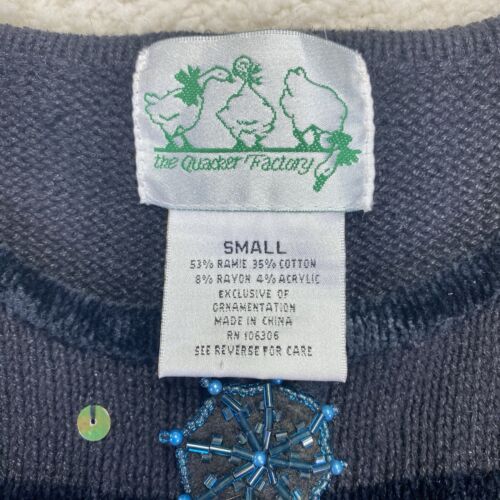 the Quacker Factory
SMALL
53% RAMIE 35% COTTON
8% RAYON 4% ACRYLIC
EXCLUSIVE OF
ORNAMENTATION
MADE IN CHINA
RN 106306
SEE REVERSE FOR CARE